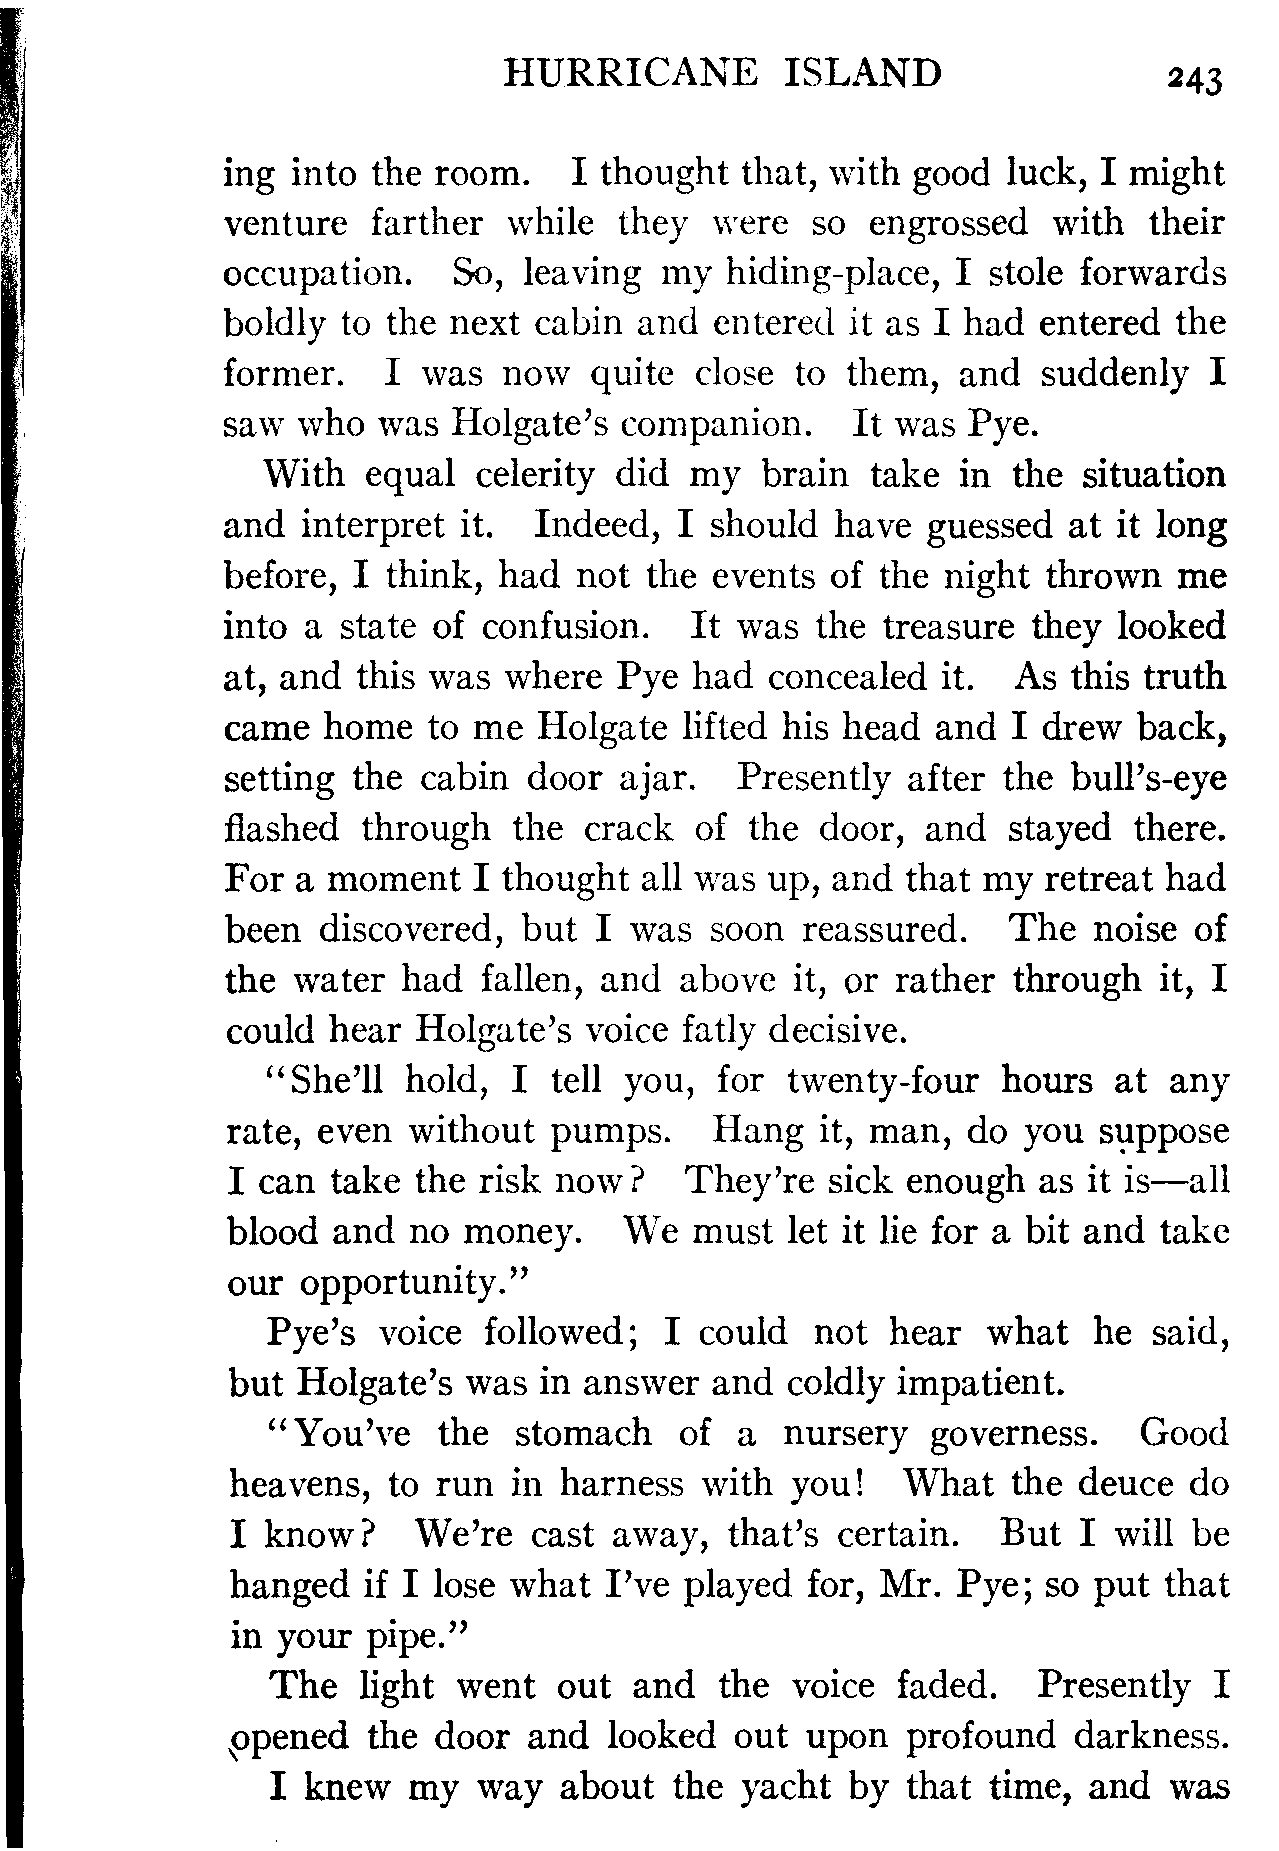 HURRICANE ISLAND 243
ing into the room. I thought that, with good luck, I might
venture farther while they were so engrossed with their
occupation. So, leaving my hiding-place, I stole forwards
boldly to the next cabin and entered it as I had entered the
former. I was now quite close to them, and suddenly I
saw who was Holgate's companion. It was Pye.
With equal celerity did my brain take in the situation
and interpret it. Indeed, I should have guessed at it long
before, I think, had not the events of the night thrown me
into a state of confusion. It was the treasure they looked
at, and this was where Pye had concealed it. As this truth
came home to me Holgate lifted his head and I drew back,
setting the cabin door ajar. Presently after the bull's-eye
flashed through the crack of the door, and stayed there.
For a moment I thought all was up, and that my retreat had
been discovered, but I was soon reassured. The noise of
the water had fallen, and above it, or rather through it, I
could hear Holgate's voice fatly decisive.
"She'll hold, I tell you, for twenty-four hours at any
rate, even without pumps. Hang it, man, do you suppose
I can take the risk now? They're sick enough as it is—all
blood and no money. We must let it lie for a bit and take
our opportunity."
Pye's voice followed; I could not hear what he said,
but Holgate's was in answer and coldly impatient.
"You've the stomach of a nursery governess. Good
heavens, to run in harness with you! What the deuce do
I know? We're cast away, that's certain. But I will be
hanged if I lose what I've played for, Mr. Pye; so put that
in your pipe."
The light went out and the voice faded. Presently I
opened the door and looked out upon profound darkness.
I knew my way about the yacht by that time, and was